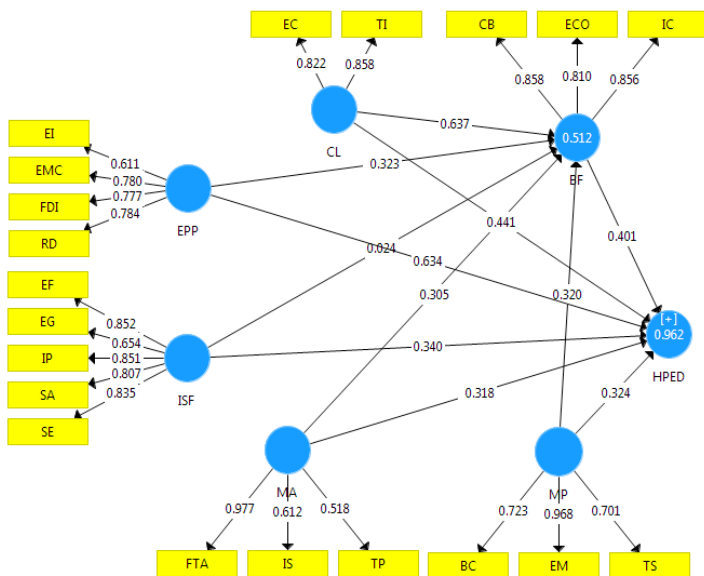 EC TI CB ECO IC
0.822 0.858 0.858 0.810 0.856
CL 0.637 0.512
BF
EI
EMC
FDI
RD
0.611
0.780
0.777
0.784
EPP
0.323
0.441
0.401
0.024
0.634
0.305
0.320
EF
EG
IP
SA
SE
0.852
0.654
0.851
0.807
0.835
ISF
0.340
[+]
0.962
HPED
0.318
0.324
MA
MP
0.977 0.612 0.518 0.723 0.968 0.701
FTA IS TP BC EM TS